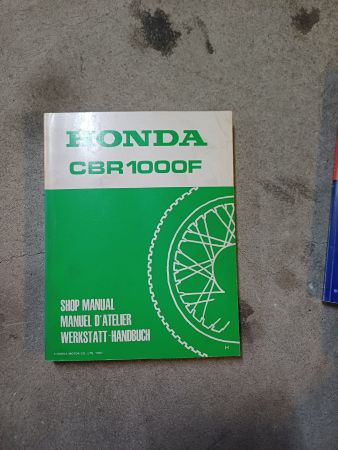 HONDA
CBR1000F
SHOP MANUAL
MANUEL D'ATELIER
WERKSTATT-HANDBUCH